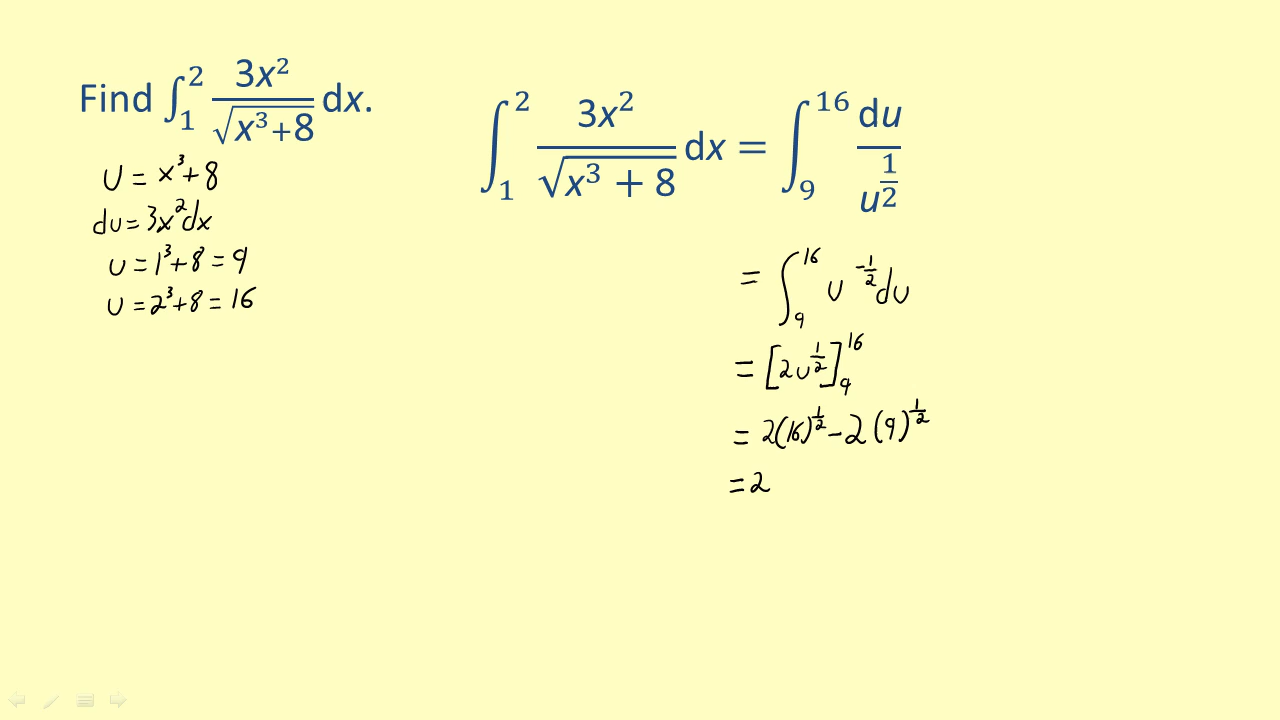 Find ∫₁² 3x²/√(x³+8) dx.
u = x³+8
du = 3x²dx
u = 1³+8 = 9
u = 2³+8 = 16
∫₁² 3x²/√(x³ + 8) dx = ∫₉¹⁶ du/u^(1/2)
= ∫₉¹⁶ u^(-1/2) du
= [2u^(1/2)]₉¹⁶
= 2(16)^(1/2) - 2(9)^(1/2)
= 2